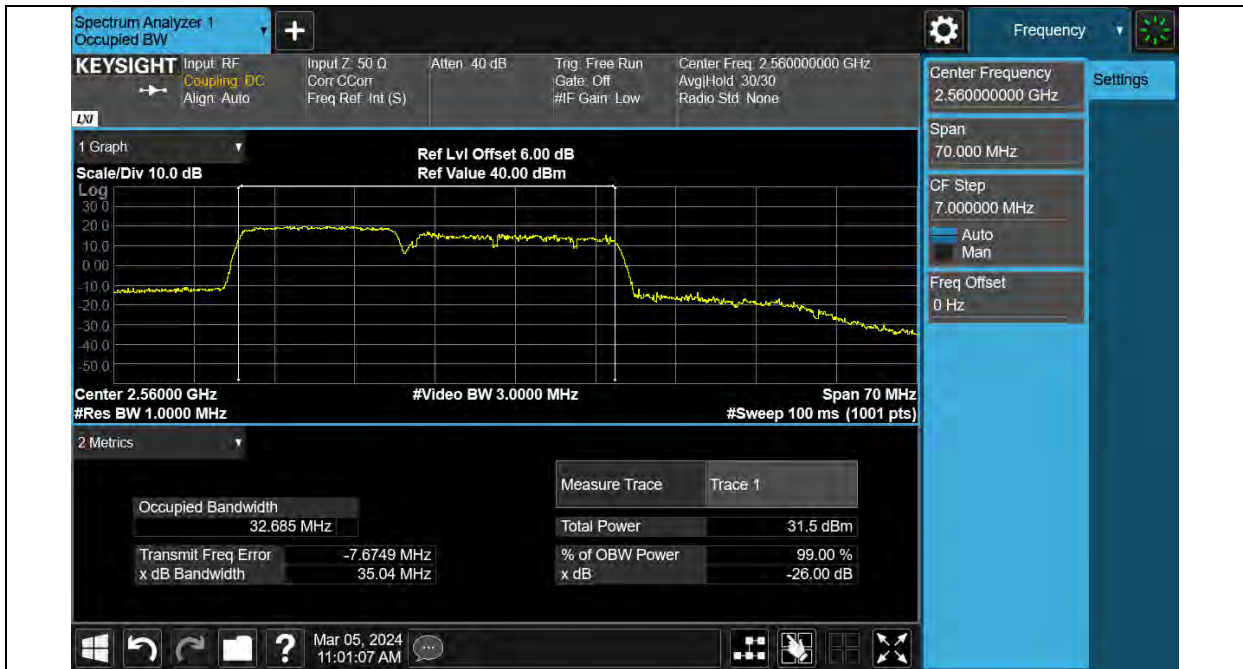 Spectrum Analyzer 1
Occupied BW
Frequency
KEYSIGHT
Input: RF
Coupling: DC
Align: Auto
Input Z: 50 Ω
Corr CCorr
Freq Ref: Int (S)
Atten: 40 dB
Trig: Free Run
Gate: Off
#IF Gain: Low
Center Freq: 2.560000000 GHz
Avg|Hold: 30/30
Radio Std: None
LXI
Center Frequency
2.560000000 GHz
Settings
Span
70.000 MHz
CF Step
7.000000 MHz
Auto
Man
Freq Offset
0 Hz
1 Graph
Scale/Div 10.0 dB
Ref Lvl Offset 6.00 dB
Ref Value 40.00 dBm
Log
30.0
20.0
10.0
0.00
-10.0
-20.0
-30.0
-40.0
-50.0
Center 2.56000 GHz
#Video BW 3.0000 MHz
Span 70 MHz
#Res BW 1.0000 MHz
#Sweep 100 ms (1001 pts)
2 Metrics
Measure Trace
Trace 1
Occupied Bandwidth
32.685 MHz
Total Power
31.5 dBm
Transmit Freq Error
-7.6749 MHz
% of OBW Power
99.00 %
x dB Bandwidth
35.04 MHz
x dB
-26.00 dB
Mar 05, 2024
11:01:07 AM